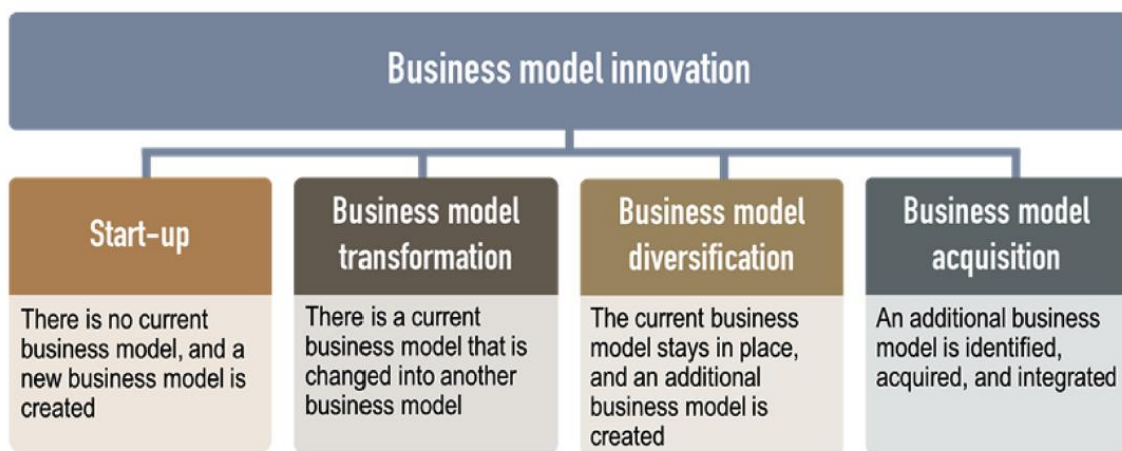 Business model innovation
Start-up
There is no current
business model, and a
new business model is
created
Business model
transformation
There is a current
business model that is
changed into another
business model
Business model
diversification
The current business
model stays in place,
and an additional
business model is
created
Business model
acquisition
An additional business
model is identified,
acquired, and integrated